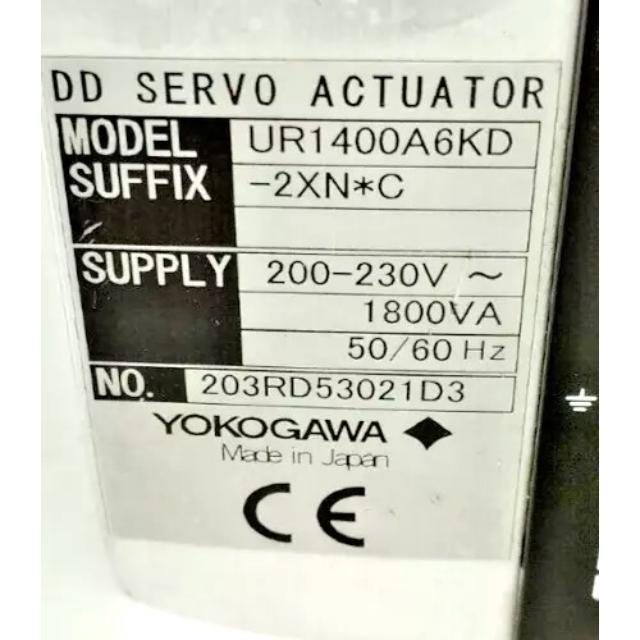 DD SERVO ACTUATOR
MODEL UR1400A6KD
SUFFIX -2XN*C
SUPPLY 200-230V ~
1800VA
50/60 Hz
NO. 203RD53021D3
YOKOGAWA
Made in Japan
CE